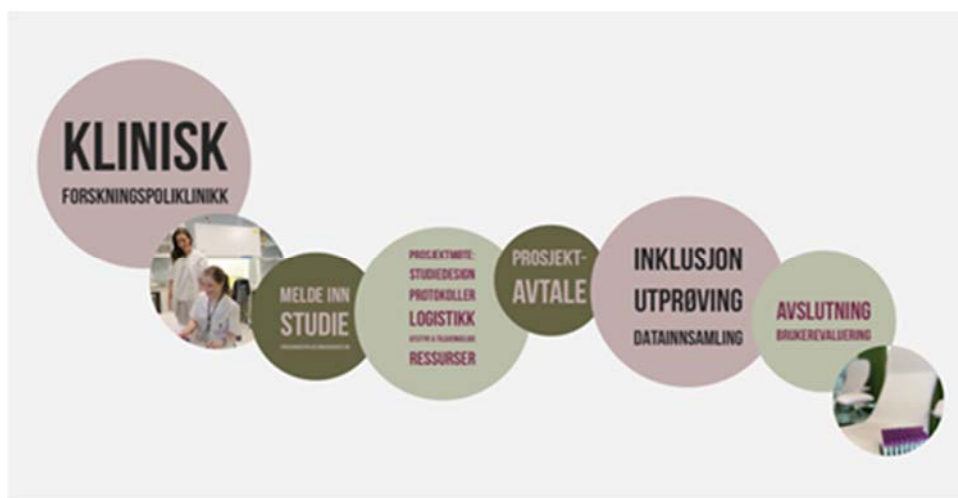 KLINISK
FORSKNINGSPOLIKLINIKK
MELDE INN
STUDIE
PROSJEKTMØTE:
STUDIEDESIGN
PROTOKOLLER
LOGISTIKK
RESSURSER
PROSJEKT-
AVTALE
INKLUSJON
UTPRØVING
DATAINNSAMLING
AVSLUTNING
BRUKEREVALUERING